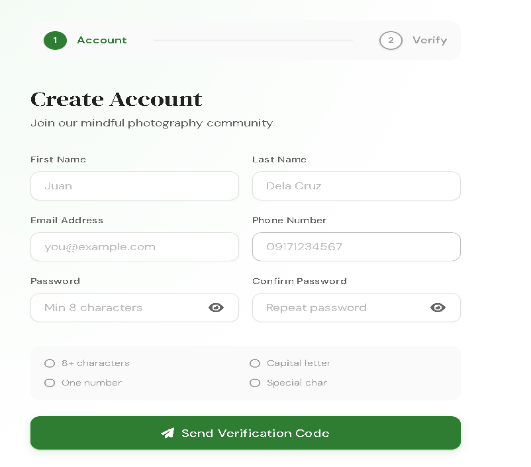 1 Account 2 Verify
Create Account
Join our mindful photography community
First Name Last Name
Juan Dela Cruz
Email Address Phone Number
you@example.com 09171234567
Password Confirm Password
Min 8 characters Repeat password
8+ characters Capital letter
One number Special char
Send Verification Code